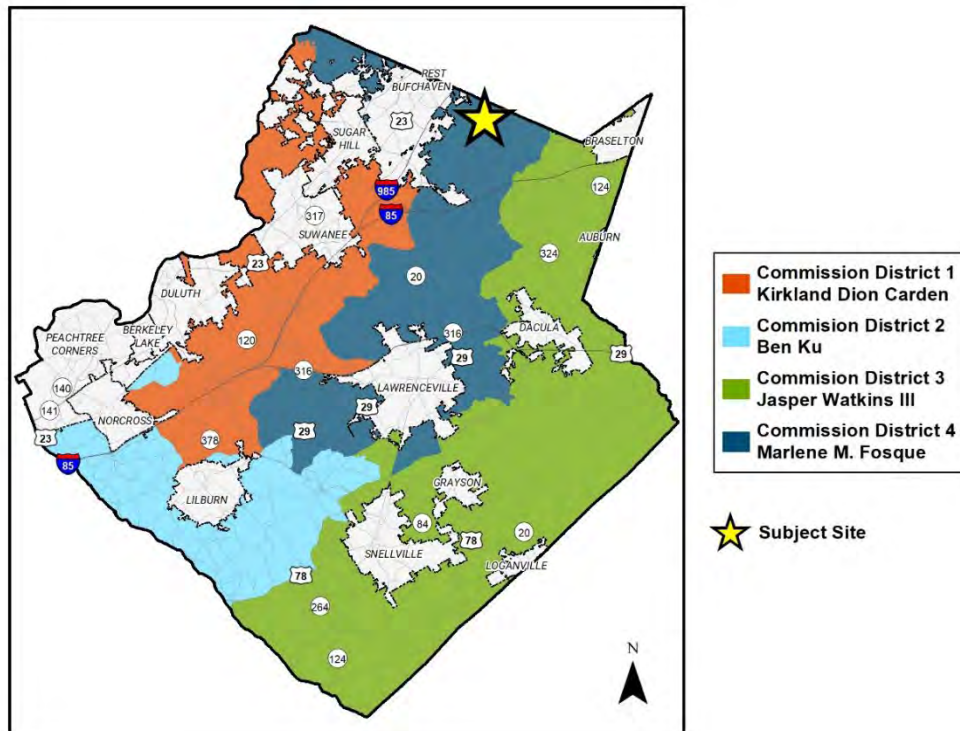 REST
BUFCHAVEN
23
SUGAR
HILL
BRASELTON
985
124
85
317
SUWANEE
AUBURN
324
23
20
DULUTH
BERKELEY
LAKE
DACULA
PEACHTREE
CORNERS
120
316
29
29
316
140
LAWRENCEVILLE
141
29
NORCROSS
23
378
29
85
LILBURN
GRAYSON
84
20
78
SNELLVILLE
LOGANVILLE
78
264
124
N
Commission District 1
Kirkland Dion Carden
Commision District 2
Ben Ku
Commision District 3
Jasper Watkins III
Commission District 4
Marlene M. Fosque
Subject Site